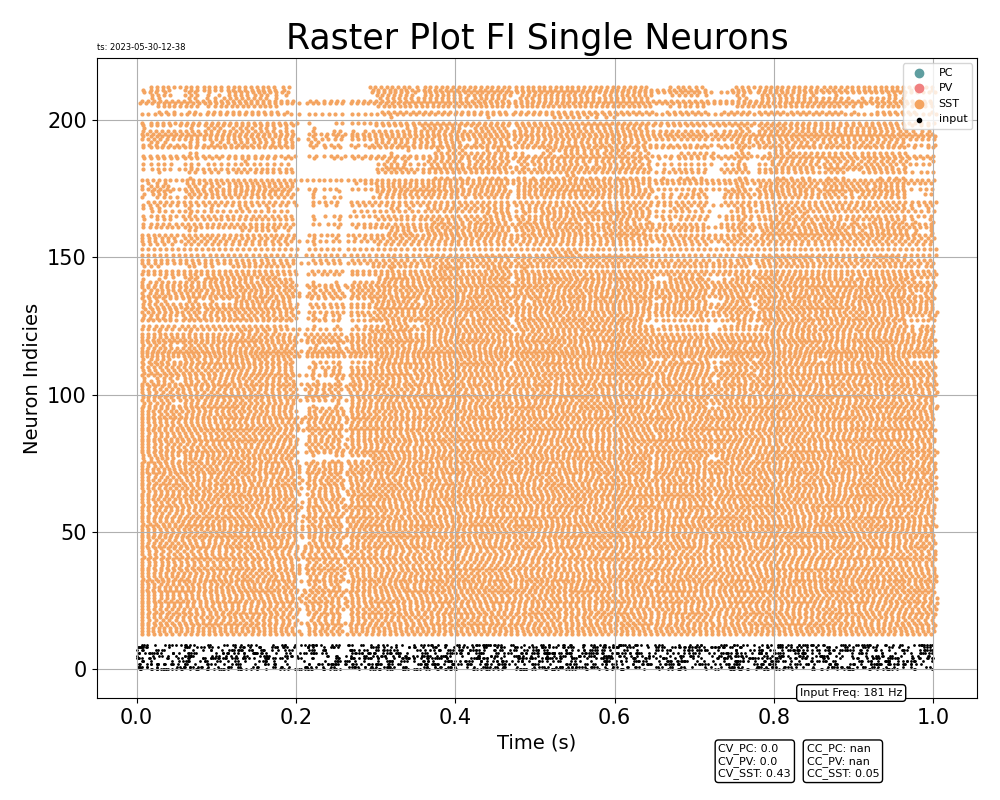 Raster Plot FI Single Neurons
ts: 2023-05-30-12-38
PC
PV
SST
input
200
150
100
50
0
Neuron Indicies
0.0 0.2 0.4 0.6 0.8 1.0
Time (s)
Input Freq: 181 Hz
CV_PC: 0.0
CV_PV: 0.0
CV_SST: 0.43
CC_PC: nan
CC_PV: nan
CC_SST: 0.05